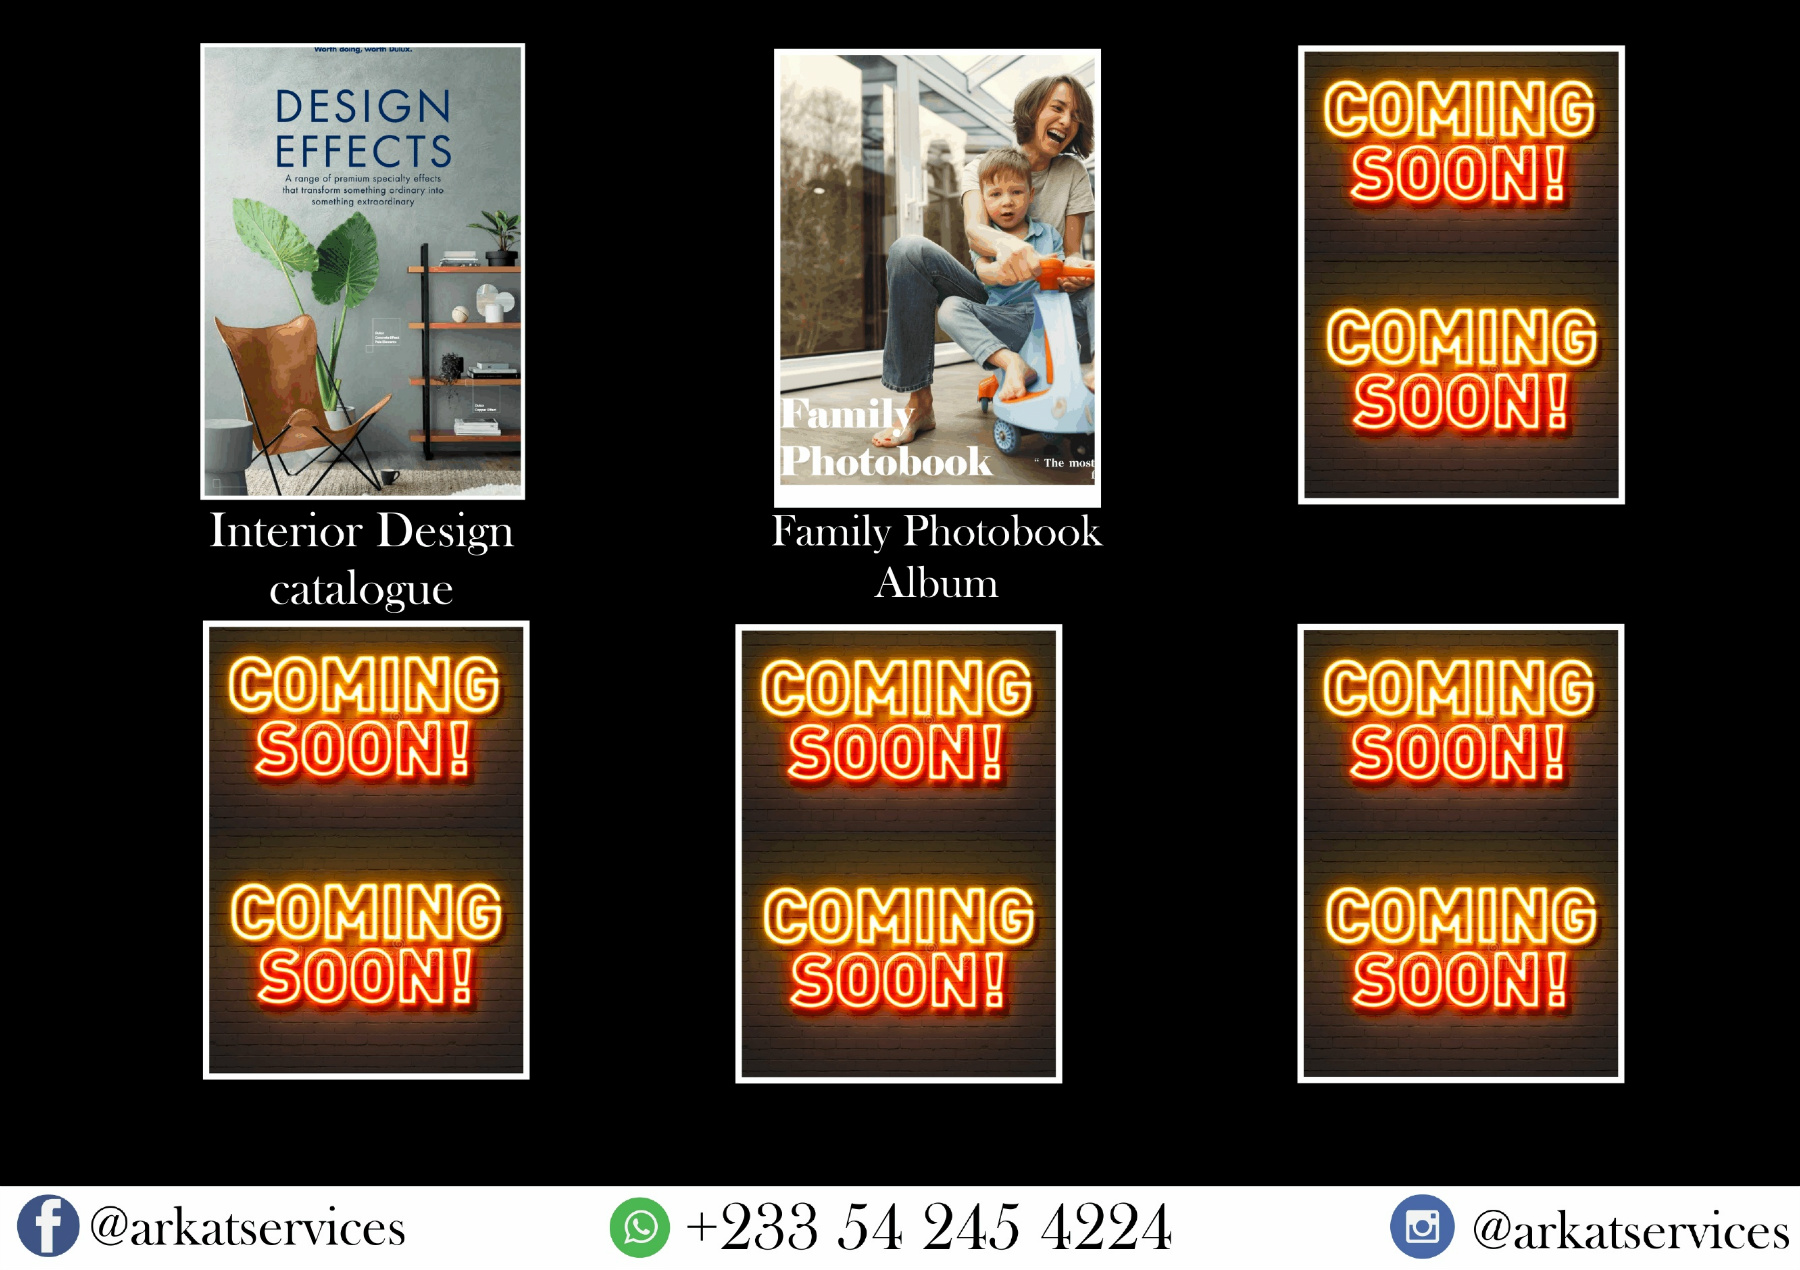 Worth doing, worth Dulux.
DESIGN
EFFECTS
A range of premium specialty effects
that transform something ordinary into
something extraordinary
Family
Photobook
" The most
COMING
SOON!
COMING
SOON!
Interior Design
catalogue
Family Photobook
Album
COMING
SOON!
COMING
SOON!
COMING
SOON!
COMING
SOON!
COMING
SOON!
COMING
SOON!
@arkatservices
+233 54 245 4224
@arkatservices